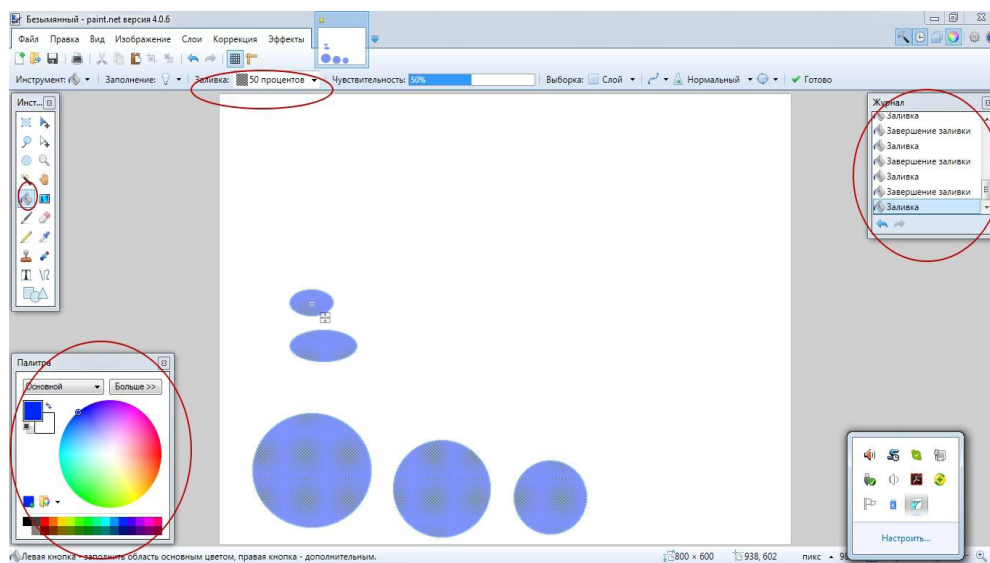 Безымянный - paint.net версия 4.0.6
Файл Правка Вид Изображение Слои Коррекция Эффекты
Инструмент: Заполнение: Заливка: 50 процентов Чувствительность: 50% Выборка: Слой Нормальный Готово
Инст...
Журнал
Заливка
Завершение заливки
Заливка
Завершение заливки
Заливка
Завершение заливки
Заливка
Палитра
Основной Больше >>
Настроить...
Левая кнопка - заполнить область основным цветом, правая кнопка - дополнительным. 800 × 600 938, 602 пикс